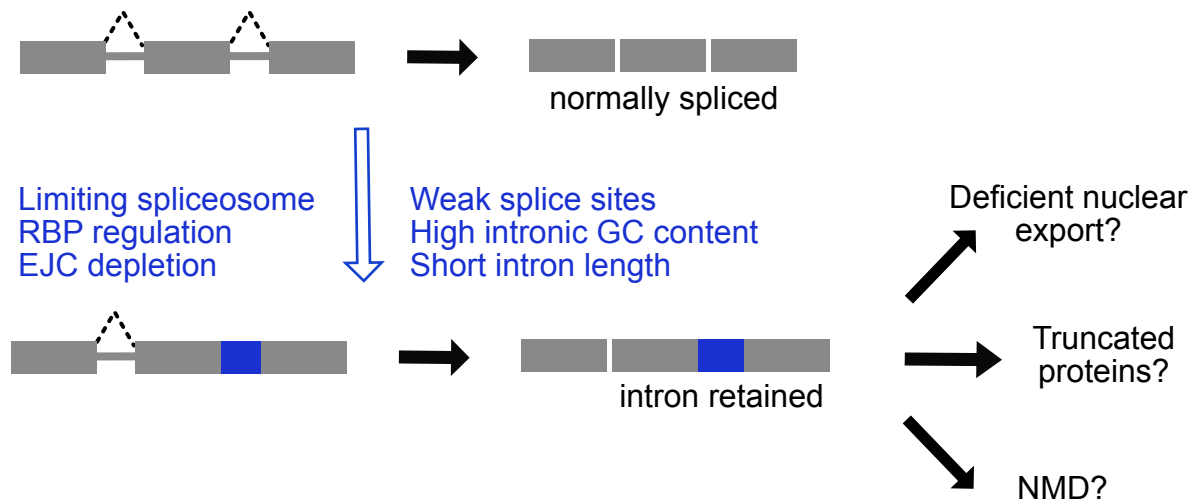 normally spliced
Limiting spliceosome
RBP regulation
EJC depletion
Weak splice sites
High intronic GC content
Short intron length
intron retained
Deficient nuclear
export?
Truncated
proteins?
NMD?